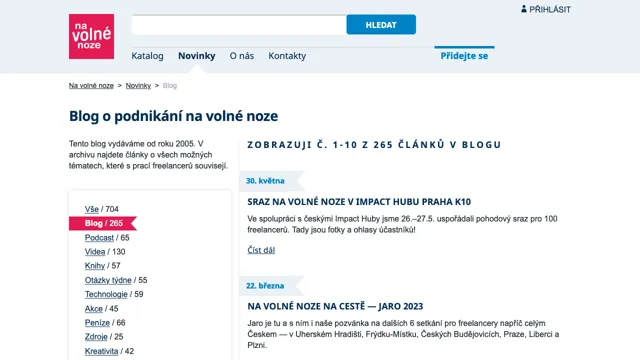 PŘIHLÁSIT
na
volné
noze
HLEDAT
Katalog Novinky O nás Kontakty Přidejte se
Na volné noze > Novinky > Blog
Blog o podnikání na volné noze
Tento blog vydáváme od roku 2005. V
archivu najdete články o všech možných
tématech, které s prací freelancerů souvisejí.
Vše / 704
Blog / 265
Podcast / 65
Videa / 130
Knihy / 57
Otázky týdne / 55
Technologie / 59
Akce / 45
Peníze / 66
Zdroje / 25
Kreativita / 42
ZOBRAZUJI Č. 1-10 Z 265 ČLÁNKŮ V BLOGU
30. května
SRAZ NA VOLNÉ NOZE V IMPACT HUBU PRAHA K10
Ve spolupráci s českými Impact Huby jsme 26.–27.5. uspořádali pohodový sraz pro 100
freelancerů. Tady jsou fotky a ohlasy účastníků!
Číst dál
22. března
NA VOLNÉ NOZE NA CESTĚ — JARO 2023
Jaro je tu a s ním i naše pozvánka na dalších 6 setkání pro freelancery napříč celým
Českem — v Uherském Hradišti, Frýdku-Místku, Českých Budějovicích, Praze, Liberci a
Plzni.